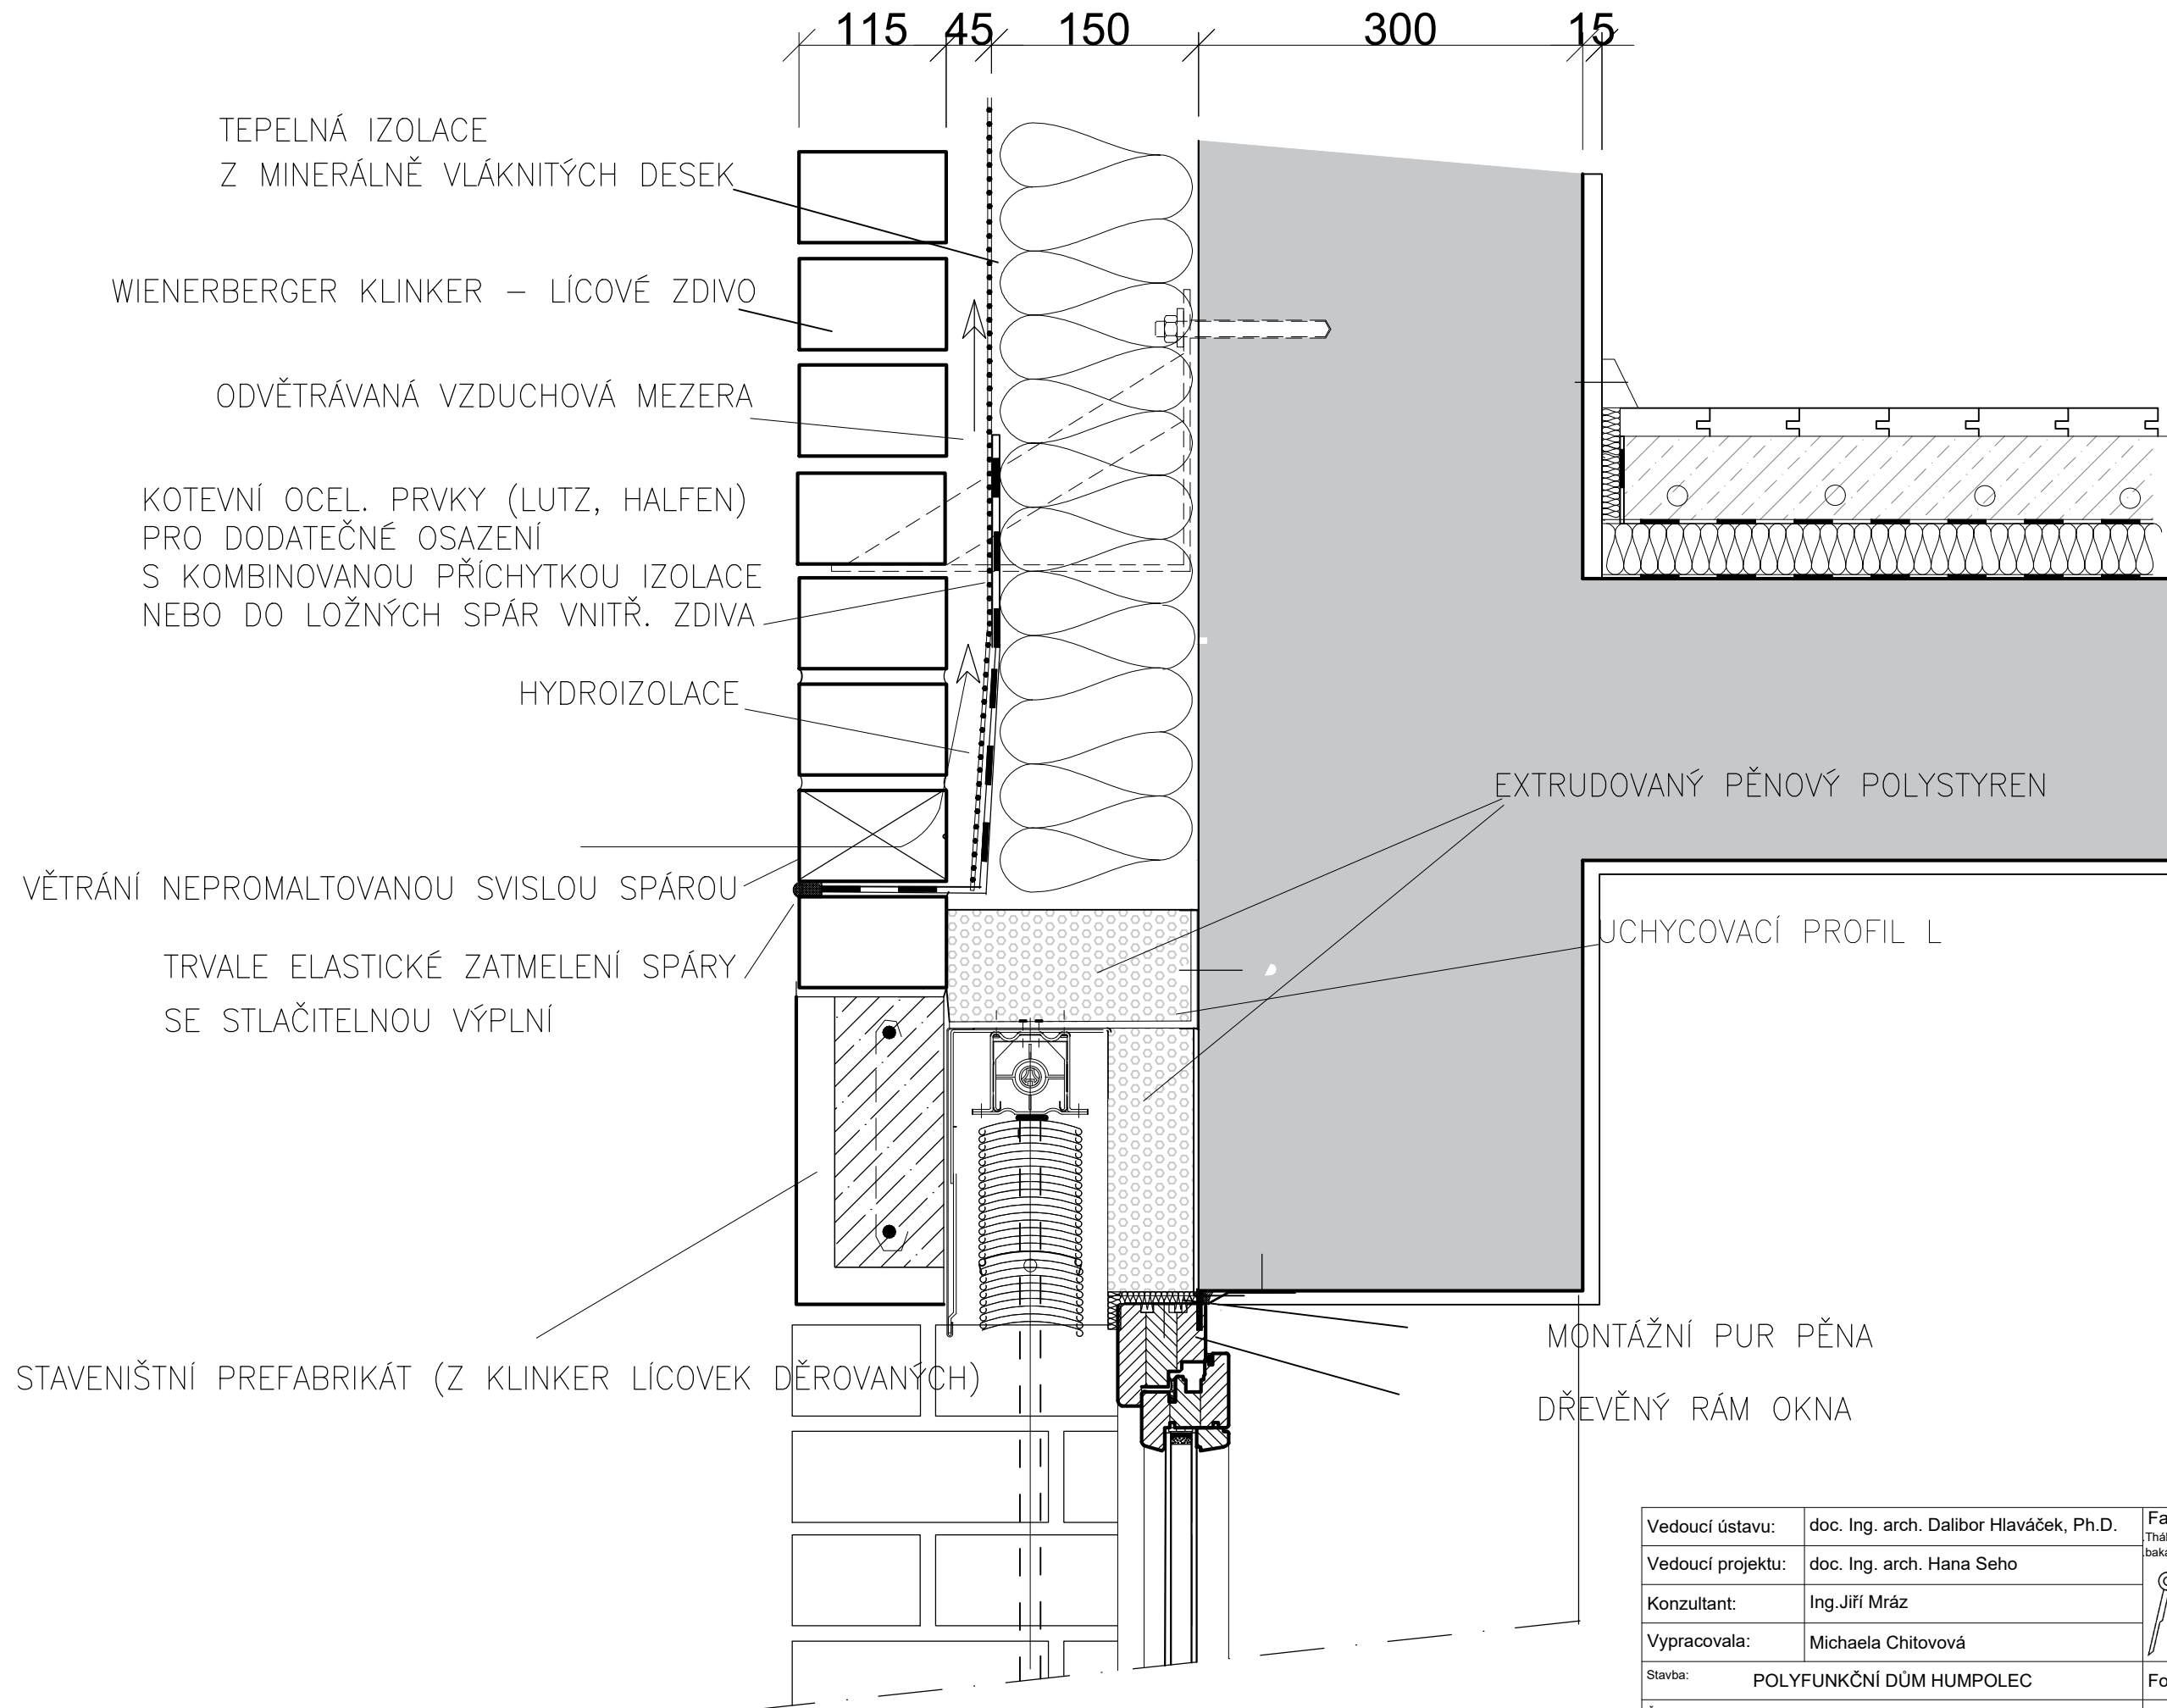 115 45 150 300 15
TEPELNÁ IZOLACE
Z MINERÁLNĚ VLÁKNITÝCH DESEK
WIENERBERGER KLINKER – LÍCOVÉ ZDIVO
ODVĚTRÁVANÁ VZDUCHOVÁ MEZERA
KOTEVNÍ OCEL. PRVKY (LUTZ, HALFEN)
PRO DODATEČNÉ OSAZENÍ
S KOMBINOVANOU PŘÍCHYTKOU IZOLACE
NEBO DO LOŽNÝCH SPÁR VNITŘ. ZDIVA
HYDROIZOLACE
EXTRUDOVANÝ PĚNOVÝ POLYSTYREN
VĚTRÁNÍ NEPROMALTOVANOU SVISLOU SPÁROU
UCHYCOVACÍ PROFIL L
TRVALE ELASTICKÉ ZATMELENÍ SPÁRY
SE STLAČITELNOU VÝPLNÍ
STAVENIŠTNÍ PREFABRIKÁT (Z KLINKER LÍCOVEK DĚROVANÝCH)
MONTÁŽNÍ PUR PĚNA
DŘEVĚNÝ RÁM OKNA
Vedoucí ústavu: doc. Ing. arch. Dalibor Hlaváček, Ph.D.
Vedoucí projektu: doc. Ing. arch. Hana Seho
Konzultant: Ing.Jiří Mráz
Vypracovala: Michaela Chitovová
Stavba: POLYFUNKČNÍ DŮM HUMPOLEC